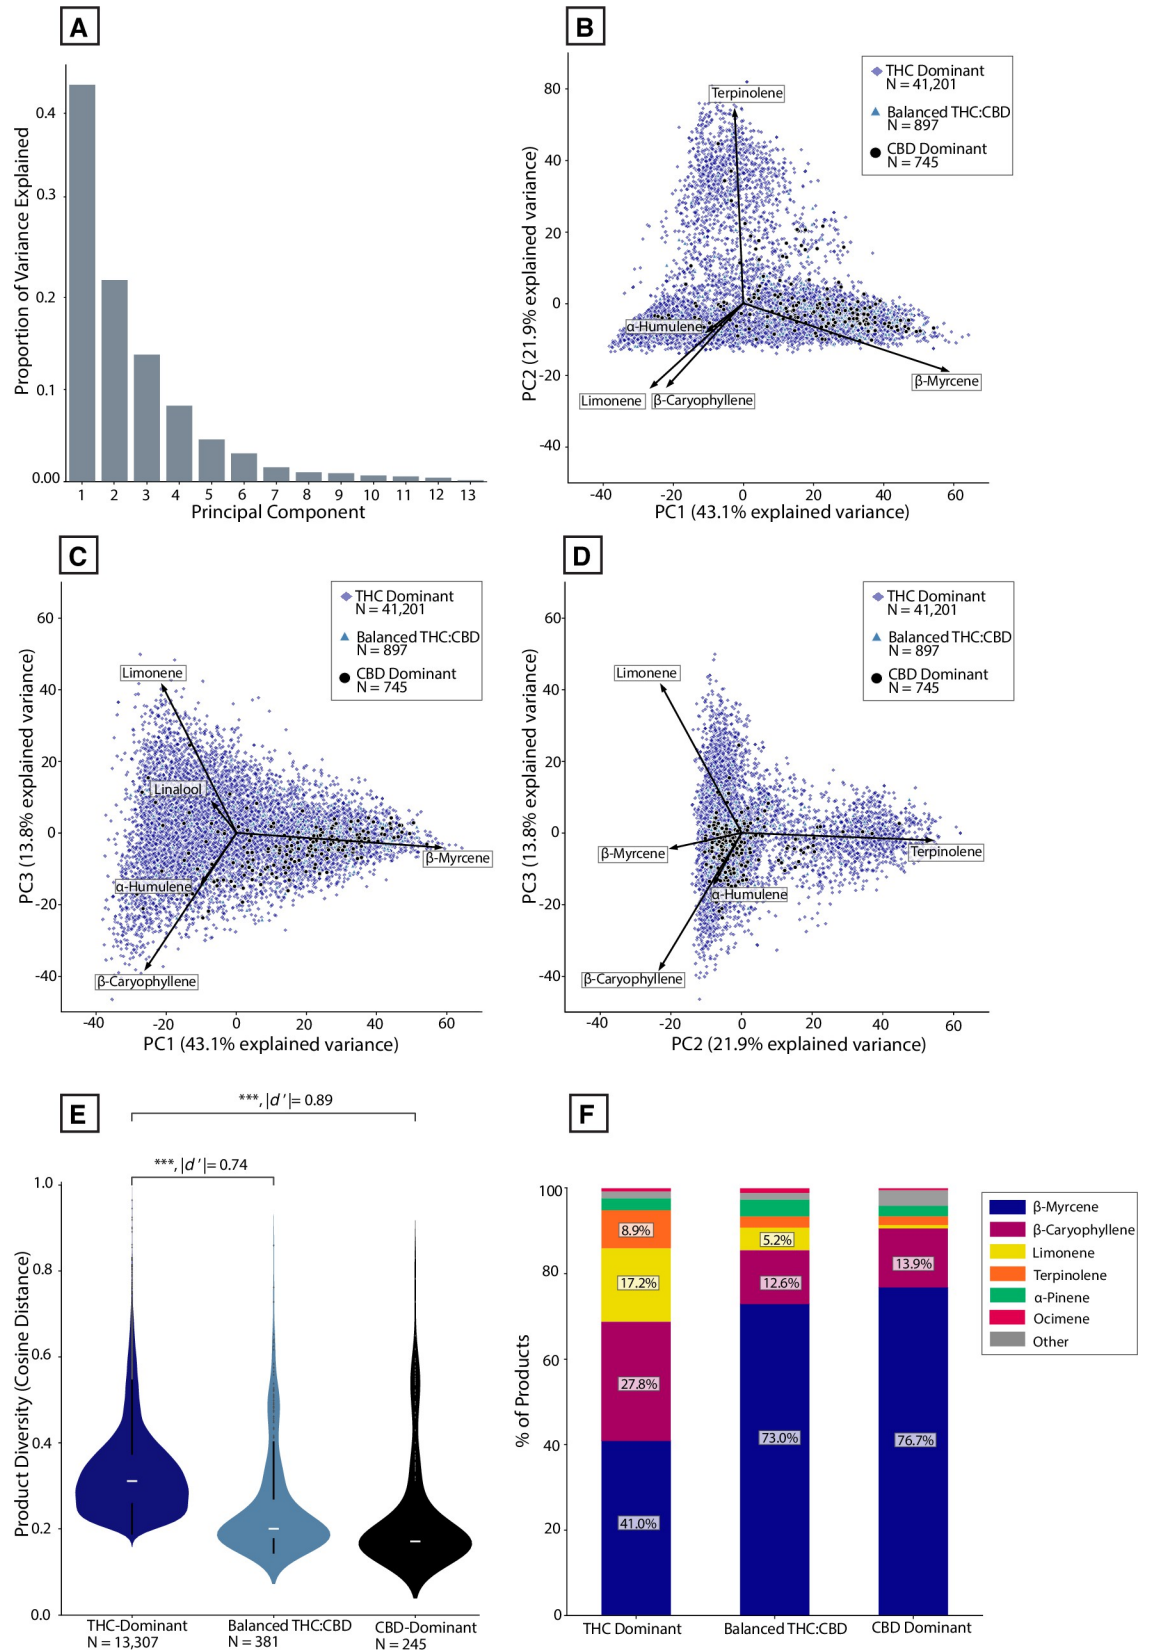 A
Proportion of Variance Explained
0.4
0.3
0.2
0.1
0.00
1 2 3 4 5 6 7 8 9 10 11 12 13
Principal Component
B
THC Dominant
N = 41,201
Balanced THC:CBD
N = 897
CBD Dominant
N = 745
PC2 (21.9% explained variance)
80
60
40
20
0
-20
-40
Terpinolene
α-Humulene
Limonene
β-Caryophyllene
β-Myrcene
-40 -20 0 20 40 60
PC1 (43.1% explained variance)
C
THC Dominant
N = 41,201
Balanced THC:CBD
N = 897
CBD Dominant
N = 745
PC3 (13.8% explained variance)
60
40
20
0
-20
-40
Limonene
Linalool
β-Myrcene
α-Humulene
β-Caryophyllene
-40 -20 0 20 40 60
PC1 (43.1% explained variance)
D
THC Dominant
N = 41,201
Balanced THC:CBD
N = 897
CBD Dominant
N = 745
PC3 (13.8% explained variance)
60
40
20
0
-20
-40
Limonene
β-Myrcene
Terpinolene
α-Humulene
β-Caryophyllene
-40 -20 0 20 40 60
PC2 (21.9% explained variance)
E
***, |d ′|= 0.89
***, |d ′|= 0.74
Product Diversity (Cosine Distance)
1.0
0.8
0.6
0.4
0.2
0.0
THC-Dominant
N = 13,307
Balanced THC:CBD
N = 381
CBD-Dominant
N = 245
F
% of Products
100
80
60
40
20
0
8.9%
17.2%
27.8%
41.0%
5.2%
12.6%
73.0%
13.9%
76.7%
THC Dominant
Balanced THC:CBD
CBD Dominant
β-Myrcene
β-Caryophyllene
Limonene
Terpinolene
α-Pinene
Ocimene
Other